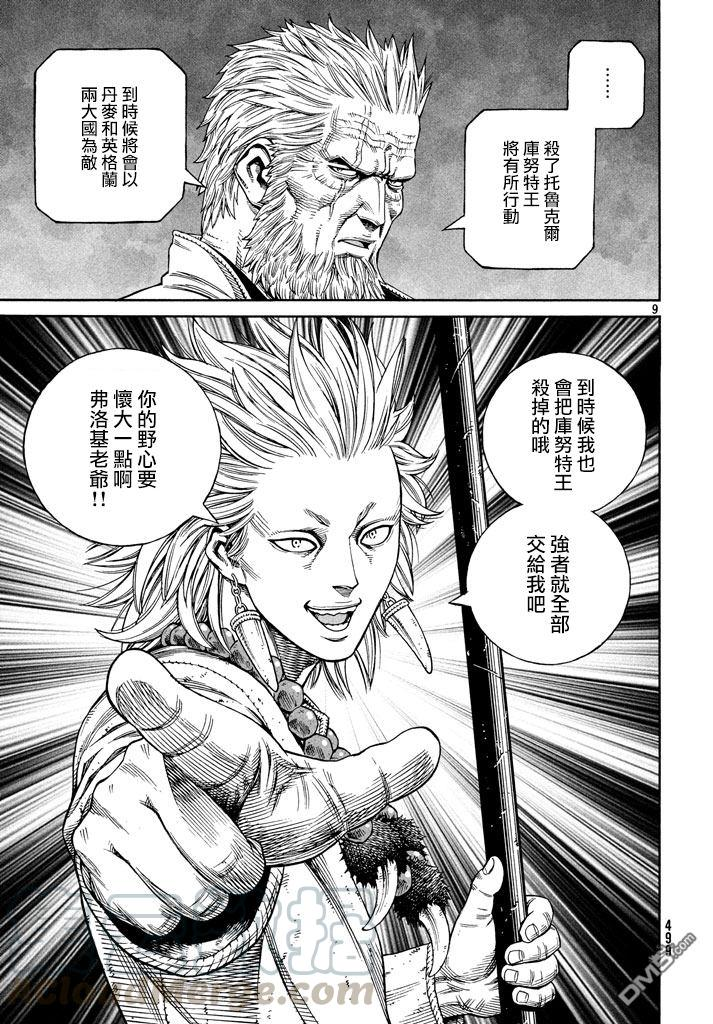 ……
殺了托魯克爾
庫努特王
將有所行動
到時候將會以
丹麥和英格蘭
兩大國為敵
9
到時候我也
會把庫努特王
殺掉的哦
強者就全部
交給我吧
你的野心要
懷大一點啊
弗洛基老爺!!
499
ACloudMerge.com